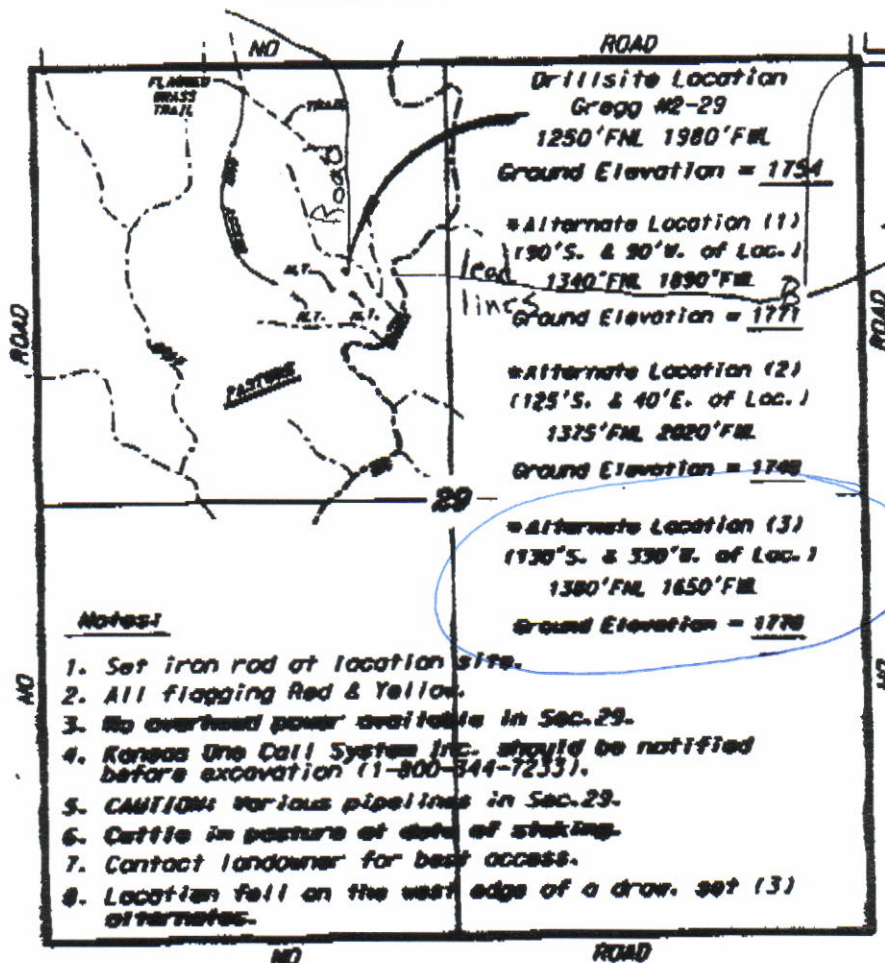 NO ROAD
Drillsite Location
Gregg #2-29
1250'FNL 1980'FWL
Ground Elevation = 1754
*Alternate Location (1)
(90'S. & 90'W. of Loc.)
1340'FNL 1890'FWL
Ground Elevation = 1771
*Alternate Location (2)
(125'S. & 40'E. of Loc.)
1375'FNL 2020'FWL
Ground Elevation = 1748
*Alternate Location (3)
(130'S. & 330'W. of Loc.)
1380'FNL 1650'FWL
Ground Elevation = 1778
GRASS
TRAIL
TRAIL
Road
lead
lines
B
ALT.
ALT.
ALT.
PASTURE
29
NO ROAD
NO ROAD
Notes:
1. Set iron rod at location site.
2. All flagging Red & Yellow.
3. No overhead power available in Sec.29.
4. Kansas One Call System Inc. should be notified
before excavation (1-800-344-7233).
5. CAUTION: Various pipelines in Sec.29.
6. Cattle in pasture at date of staking.
7. Contact landowner for best access.
8. Location fell on the west edge of a draw. set (3)
alternates.
NO ROAD